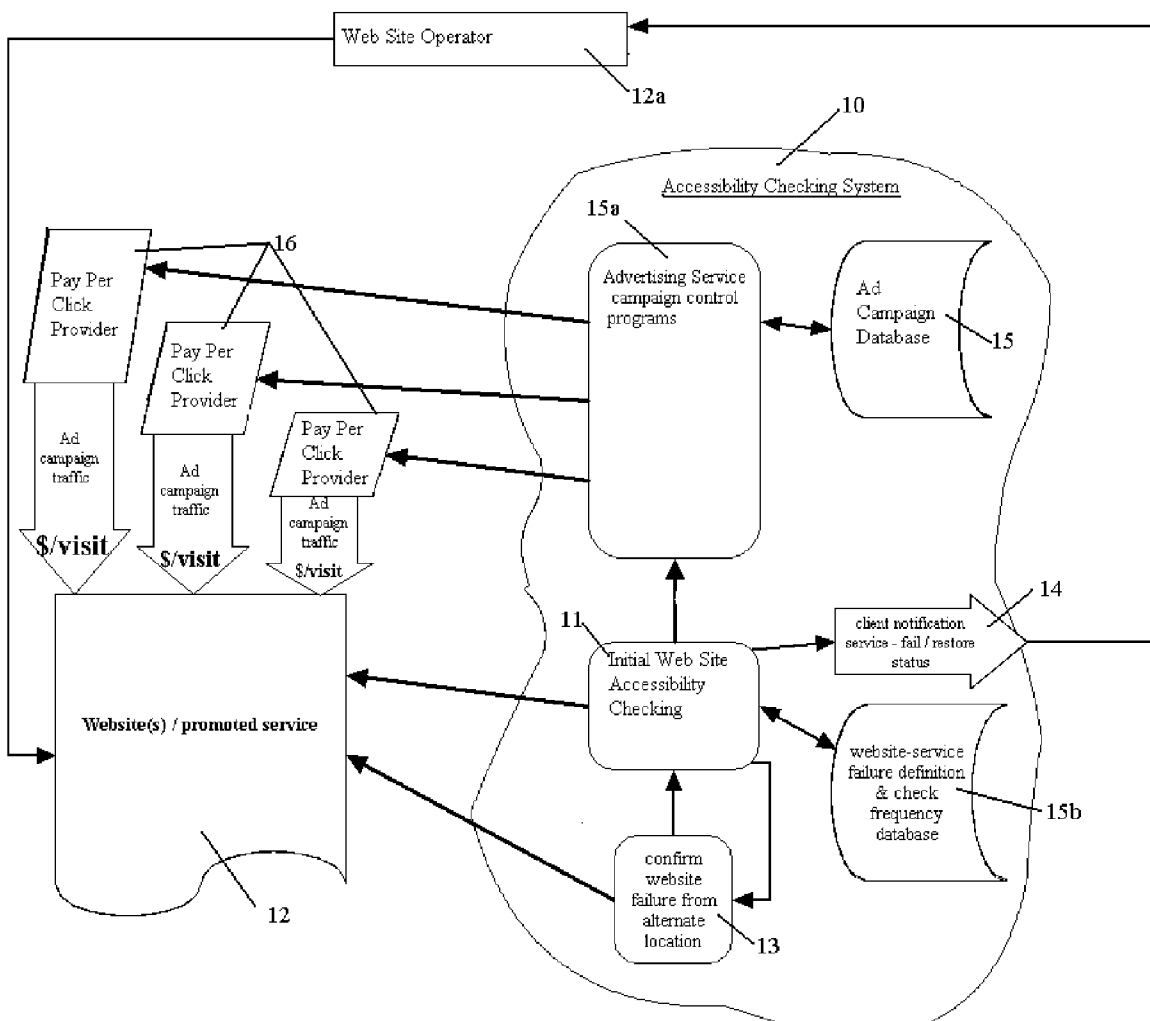 Web Site Operator
12a
10
Accessibility Checking System
15a
16
Pay Per
Click
Provider
Pay Per
Click
Provider
Pay Per
Click
Provider
Advertising Service
campaign control
programs
Ad
Campaign
Database
15
Ad
campaign
traffic
$/visit
Ad
campaign
traffic
$/visit
Ad
campaign
traffic
$/visit
11
Initial Web Site
Accessibility
Checking
14
client notification
service - fail / restore
status
Website(s) / promoted service
12
website-service
failure definition
& check
frequency
database
15b
confirm
website
failure from
alternate
location
13